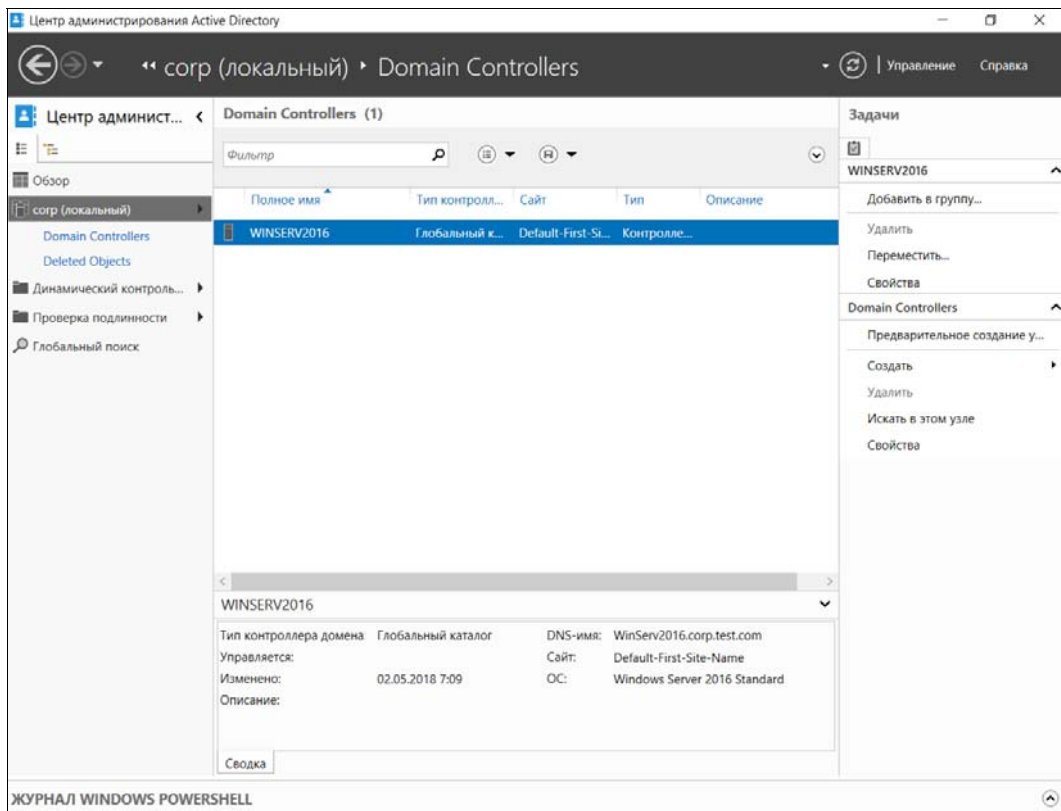 Центр администрирования Active Directory
corp (локальный) Domain Controllers
Управление Справка
Центр админист...
Обзор
corp (локальный)
Domain Controllers
Deleted Objects
Динамический контроль...
Проверка подлинности
Глобальный поиск
Domain Controllers (1)
Фильтр
Полное имя Тип контролл... Сайт Тип Описание
WINSERV2016 Глобальный к... Default-First-Si... Контролле...
WINSERV2016
Тип контроллера домена Глобальный каталог DNS-имя: WinServ2016.corp.test.com
Управляется: Сайт: Default-First-Site-Name
Изменено: 02.05.2018 7:09 ОС: Windows Server 2016 Standard
Описание:
Сводка
Задачи
WINSERV2016
Добавить в группу...
Удалить
Переместить...
Свойства
Domain Controllers
Предварительное создание у...
Создать
Удалить
Искать в этом узле
Свойства
ЖУРНАЛ WINDOWS POWERSHELL